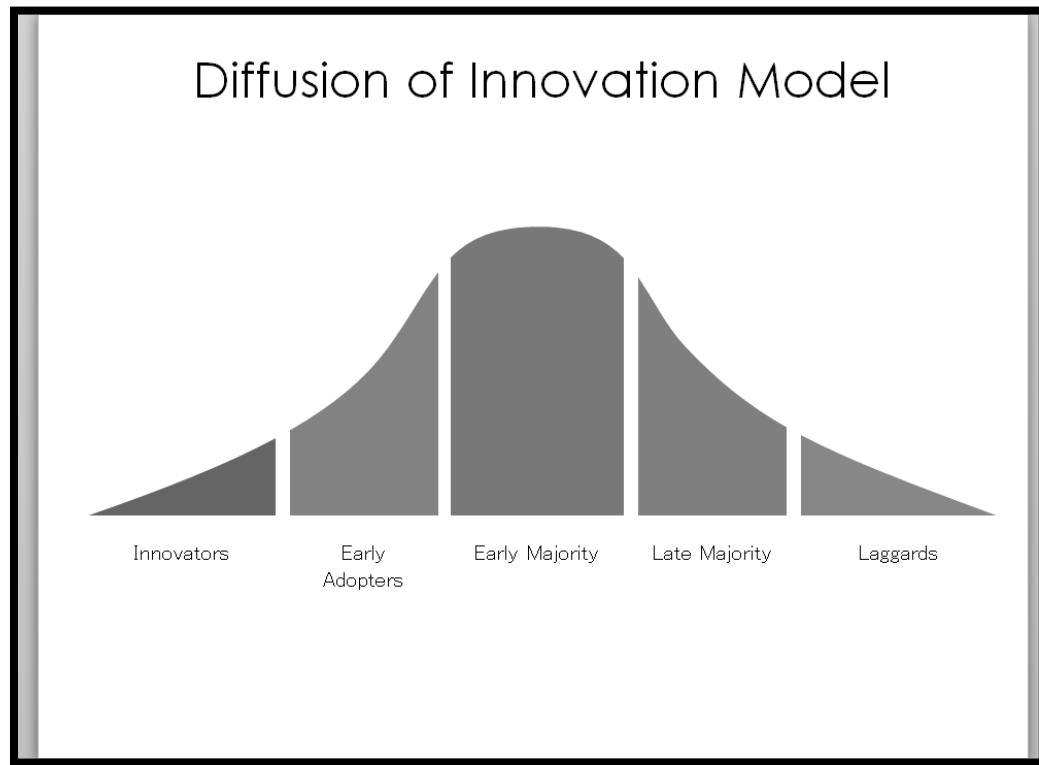 Diffusion of Innovation Model
Innovators
Early
Adopters
Early Majority
Late Majority
Laggards